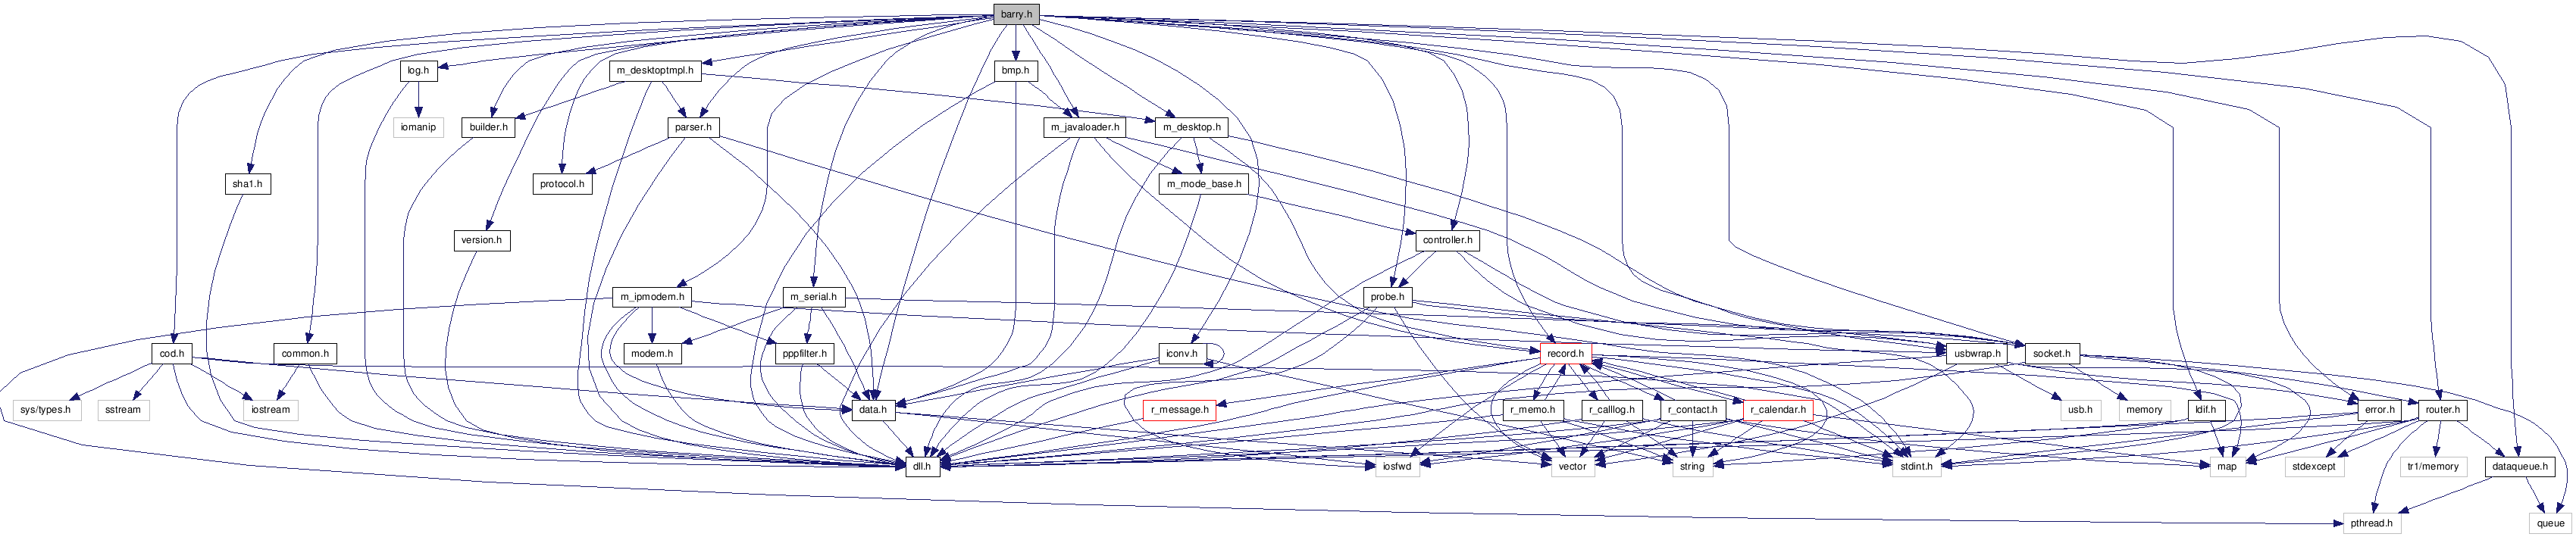 barry.h
log.h
m_desktoptmpl.h
bmp.h
iomanip
builder.h
parser.h
m_javaloader.h
m_desktop.h
sha1.h
protocol.h
m_mode_base.h
version.h
controller.h
m_ipmodem.h
m_serial.h
probe.h
cod.h
common.h
modem.h
pppfilter.h
iconv.h
record.h
usbwrap.h
socket.h
sys/types.h
sstream
iostream
data.h
r_message.h
r_memo.h
r_calllog.h
r_contact.h
r_calendar.h
usb.h
memory
ldif.h
error.h
router.h
dll.h
iosfwd
vector
string
stdint.h
map
stdexcept
tr1/memory
dataqueue.h
pthread.h
queue